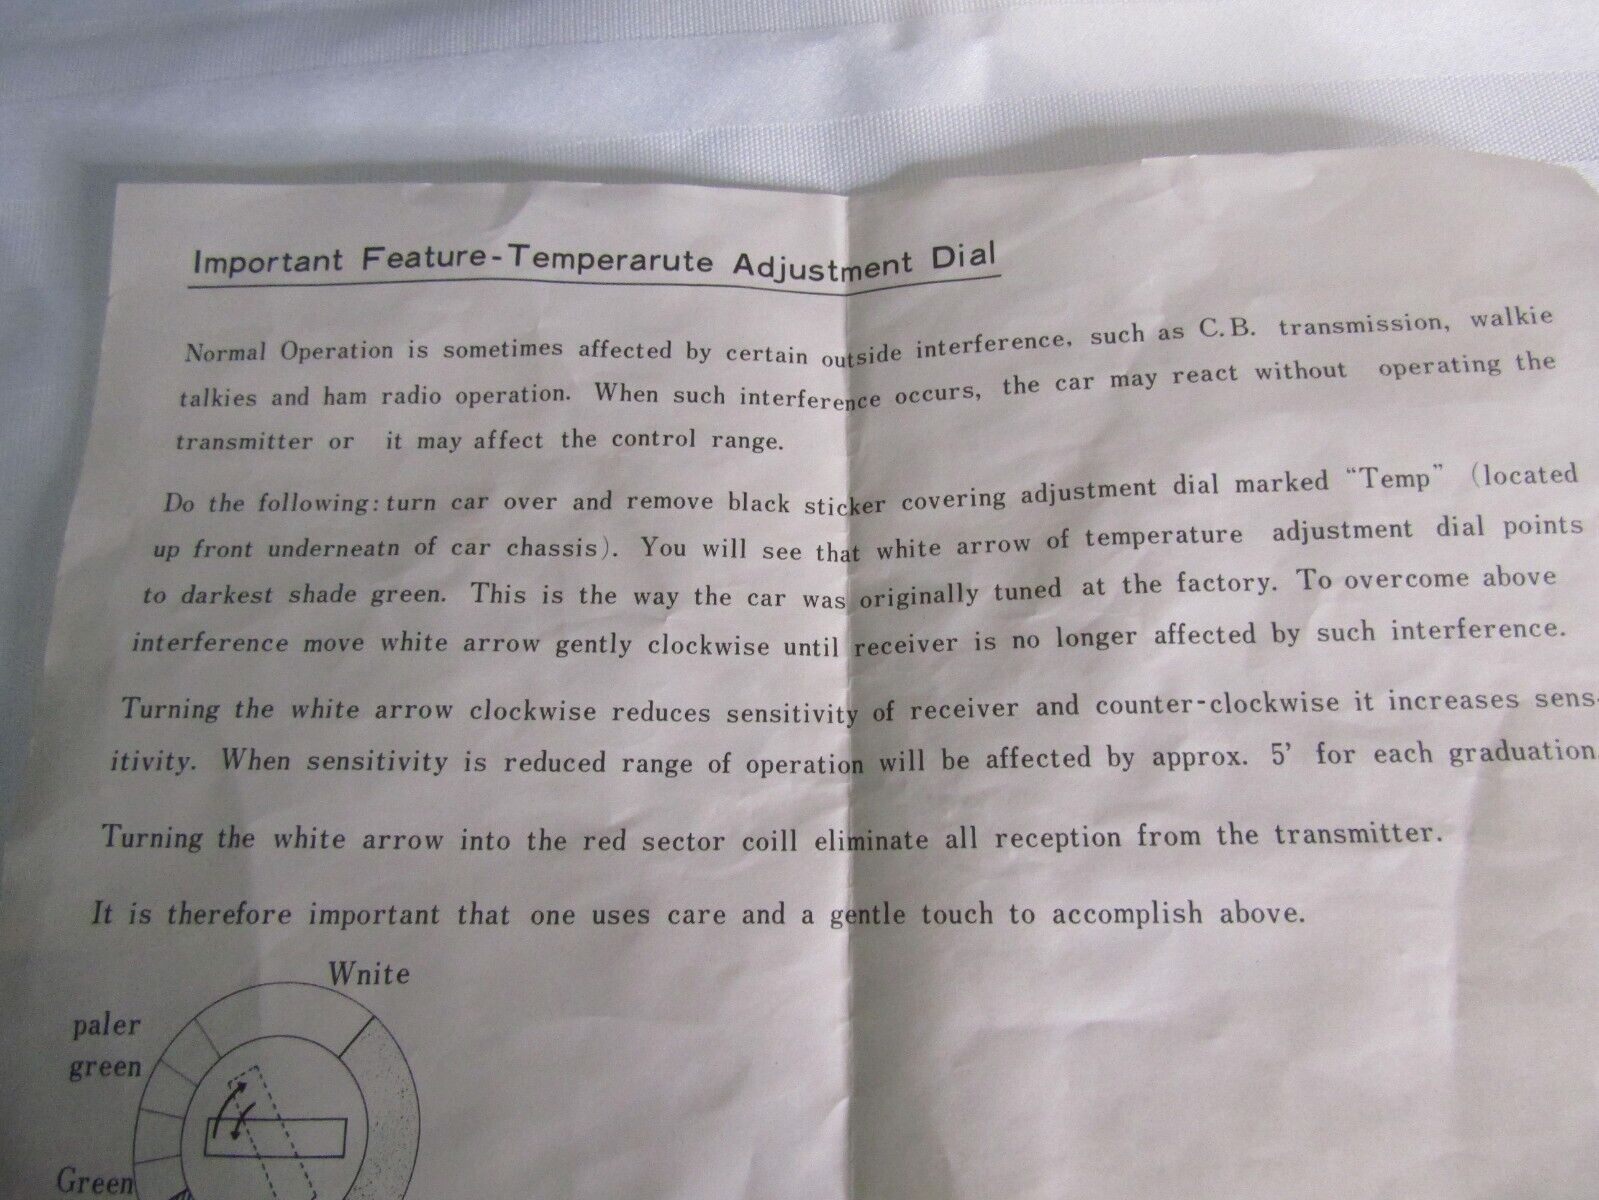 Important Feature-Temperarute Adjustment Dial
Normal Operation is sometimes affected by certain outside interference, such as C.B. transmission, walkie
talkies and ham radio operation. When such interference occurs, the car may react without operating the
transmitter or it may affect the control range.
Do the following: turn car over and remove black sticker covering adjustment dial marked “Temp” (located
up front underneatn of car chassis). You will see that white arrow of temperature adjustment dial points
to darkest shade green. This is the way the car was originally tuned at the factory. To overcome above
interference move white arrow gently clockwise until receiver is no longer affected by such interference.
Turning the white arrow clockwise reduces sensitivity of receiver and counter-clockwise it increases sens-
itivity. When sensitivity is reduced range of operation will be affected by approx. 5’ for each graduation.
Turning the white arrow into the red sector coill eliminate all reception from the transmitter.
It is therefore important that one uses care and a gentle touch to accomplish above.
Wnite
paler
green
Green